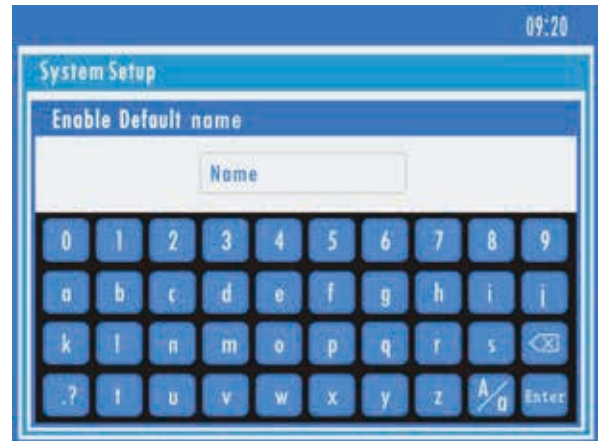 09:20
System Setup
Enable Default name
Name
0 1 2 3 4 5 6 7 8 9
a b c d e f g h i j
k l n m o p q r s
.? t u v w x y z A/a Enter